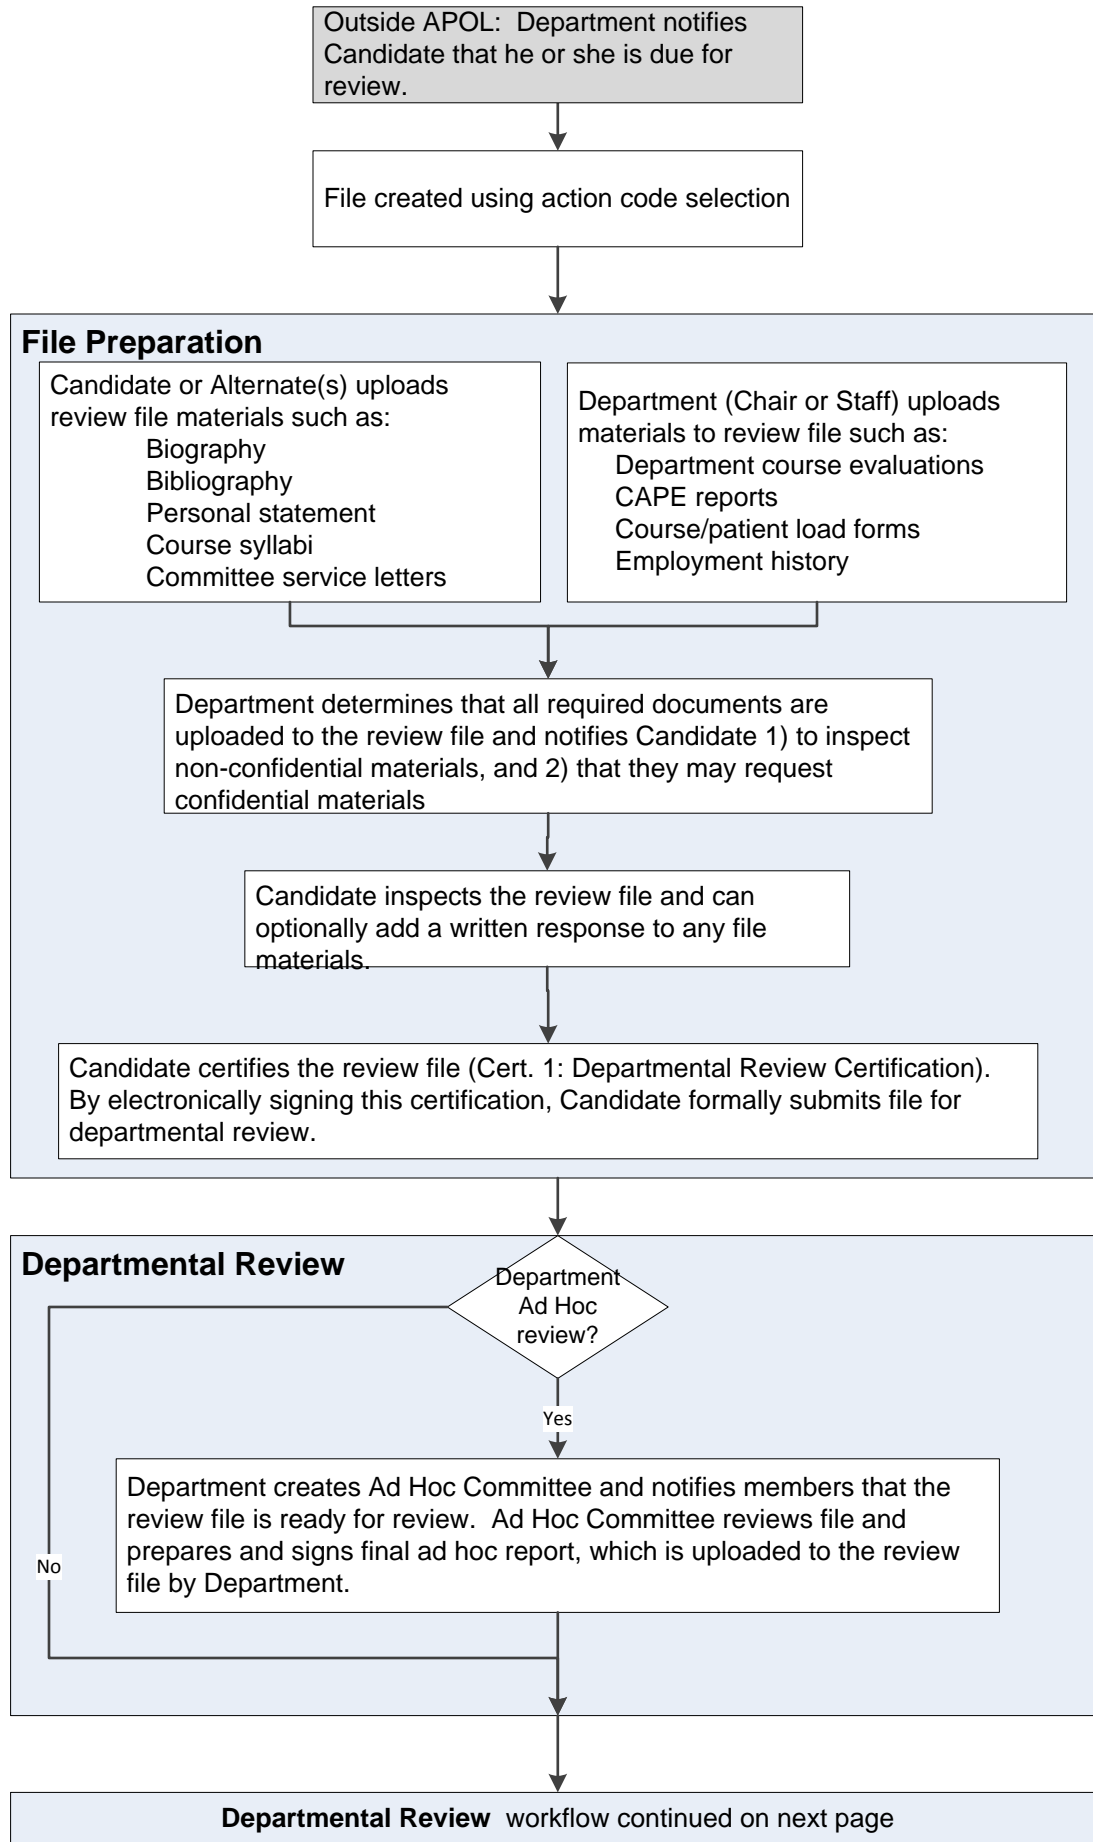 Outside APOL:  Department notifies
Candidate that he or she is due for
review.
File created using action code selection
File Preparation
Candidate or Alternate(s) uploads
review file materials such as:
Biography
Bibliography
Personal statement
Course syllabi
Committee service letters
Department (Chair or Staff) uploads
materials to review file such as:
Department course evaluations
CAPE reports
Course/patient load forms
Employment history
Department determines that all required documents are
uploaded to the review file and notifies Candidate 1) to inspect
non-confidential materials, and 2) that they may request
confidential materials
Candidate inspects the review file and can
optionally add a written response to any file
materials.
Candidate certifies the review file (Cert. 1: Departmental Review Certification).
By electronically signing this certification, Candidate formally submits file for
departmental review.
Departmental Review
Department
Ad Hoc
review?
Yes
Department creates Ad Hoc Committee and notifies members that the
review file is ready for review.  Ad Hoc Committee reviews file and
prepares and signs final ad hoc report, which is uploaded to the review
file by Department.
No
Departmental Review  workflow continued on next page